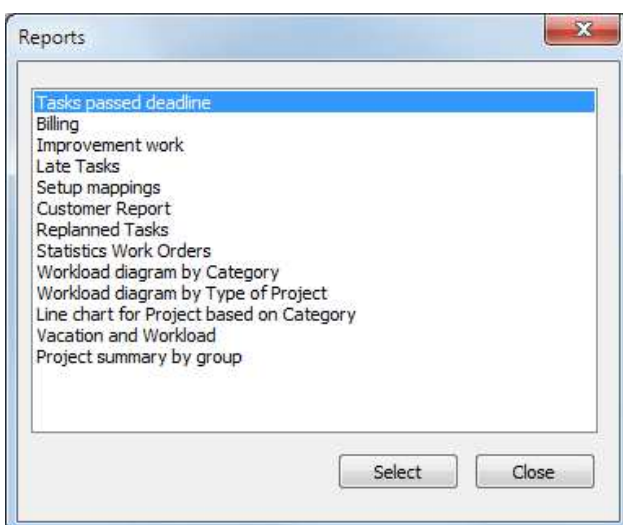 Reports
Tasks passed deadline
Billing
Improvement work
Late Tasks
Setup mappings
Customer Report
Replanned Tasks
Statistics Work Orders
Workload diagram by Category
Workload diagram by Type of Project
Line chart for Project based on Category
Vacation and Workload
Project summary by group
Select Close